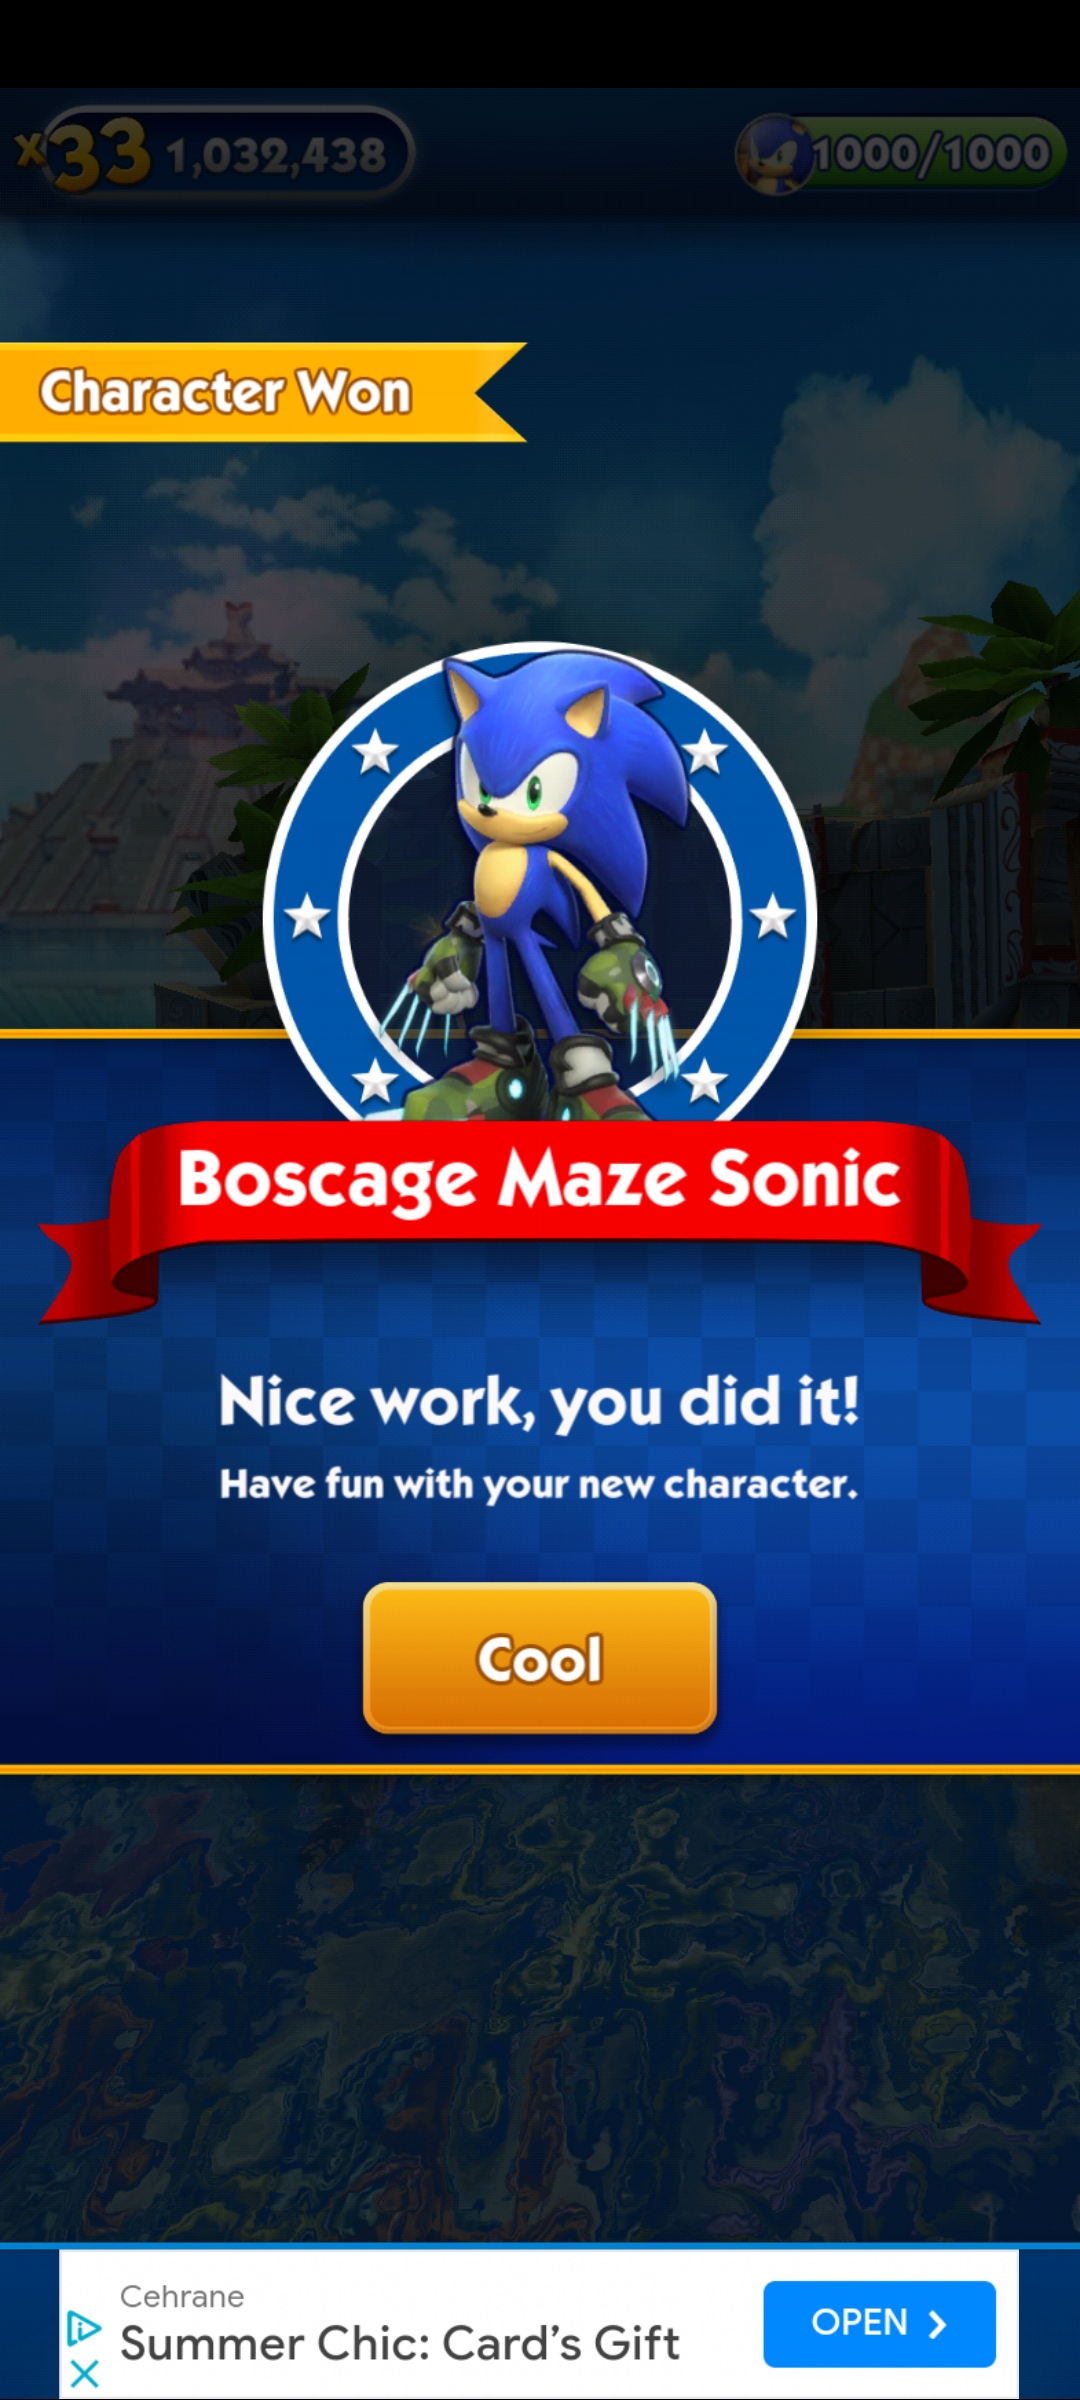 x33 1,032,438
1000/1000
Character Won
Boscage Maze Sonic
Nice work, you did it!
Have fun with your new character.
Cool
Cehrane
Summer Chic: Card's Gift
OPEN